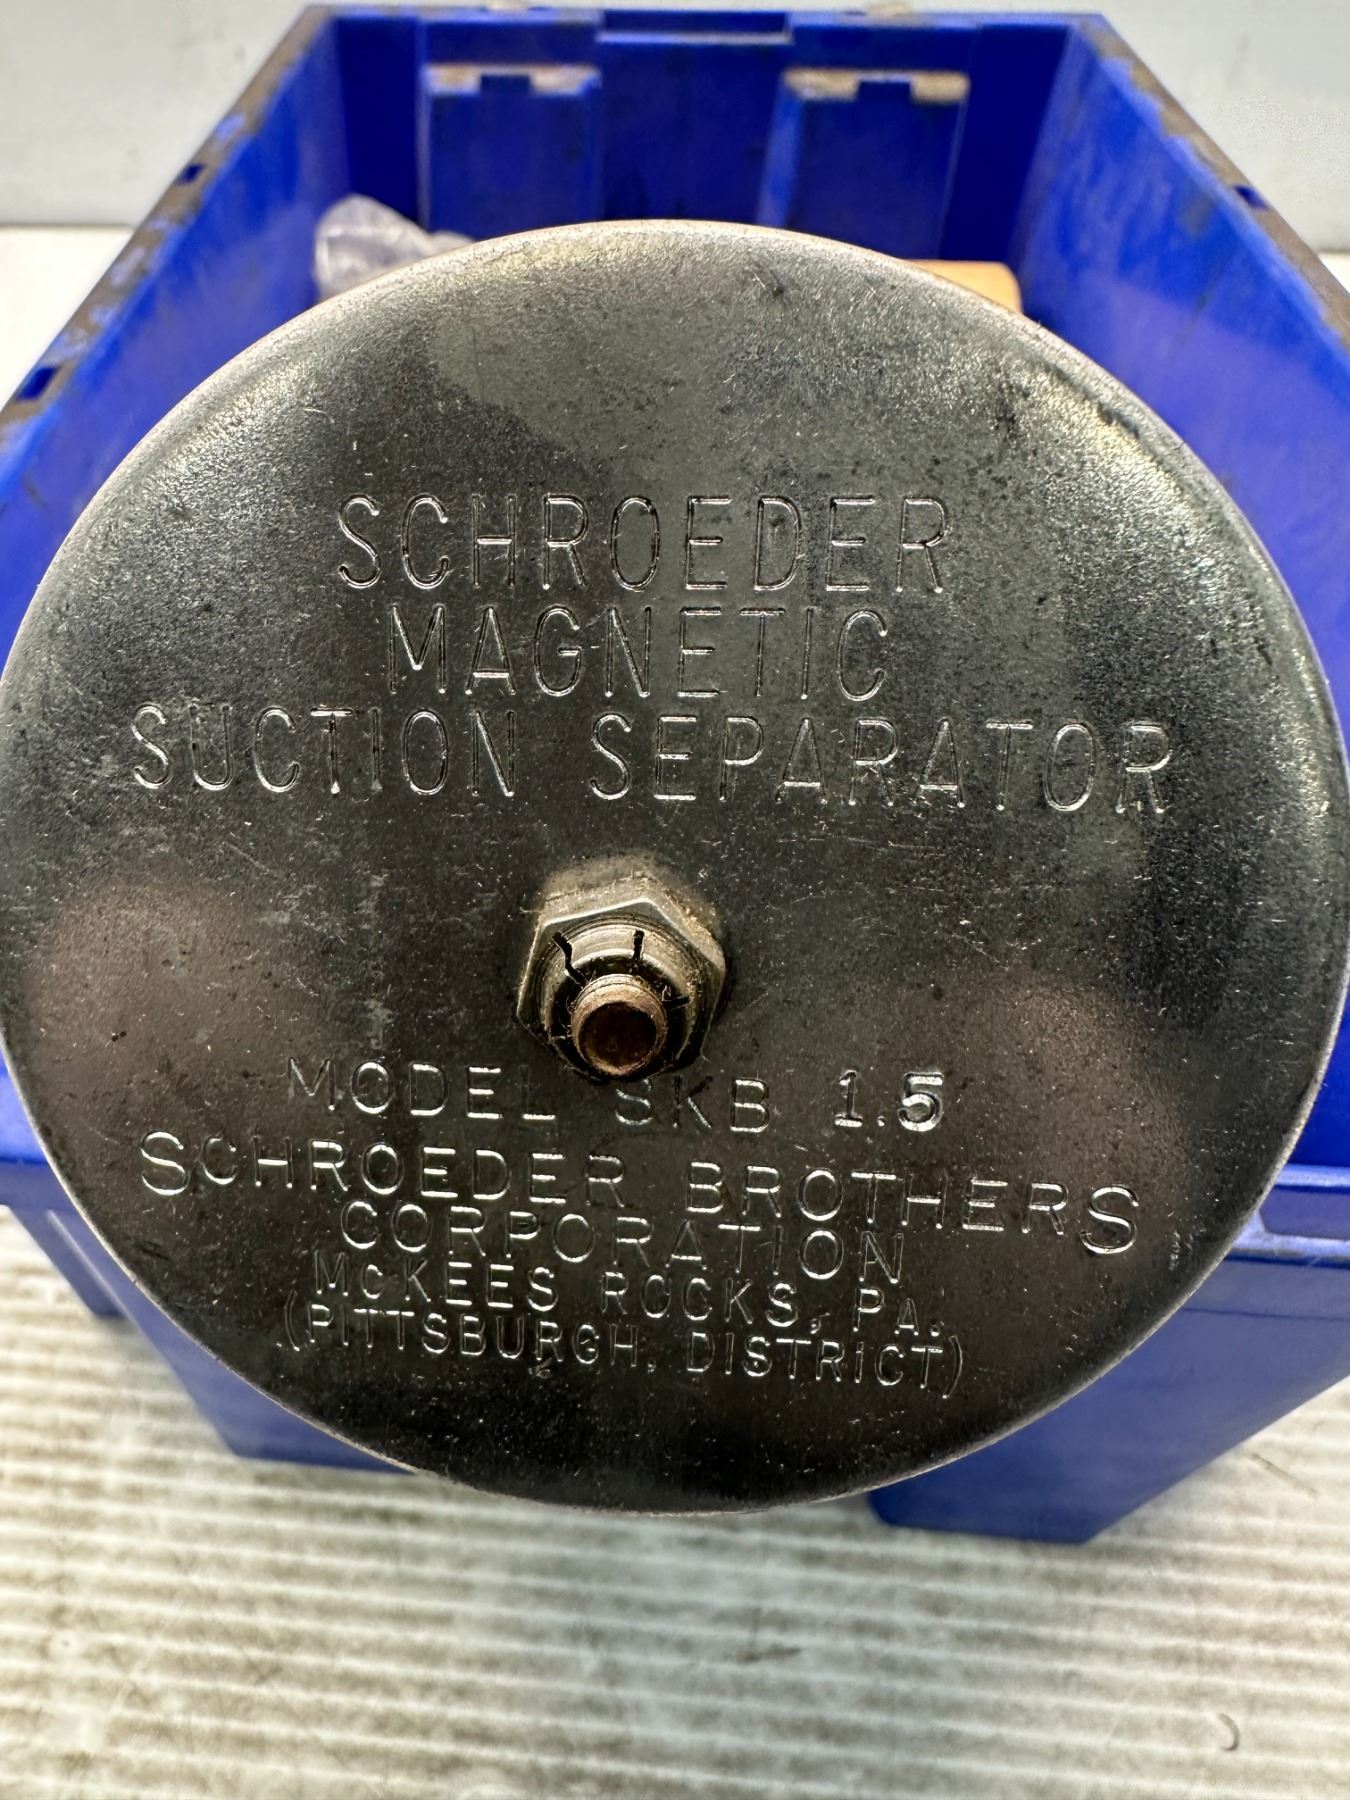 SCHROEDER
MAGNETIC
SUCTION SEPARATOR
MODEL SKB 1.5
SCHROEDER BROTHERS
CORPORATION
MCKEES ROCKS, PA.
(PITTSBURGH, DISTRICT)